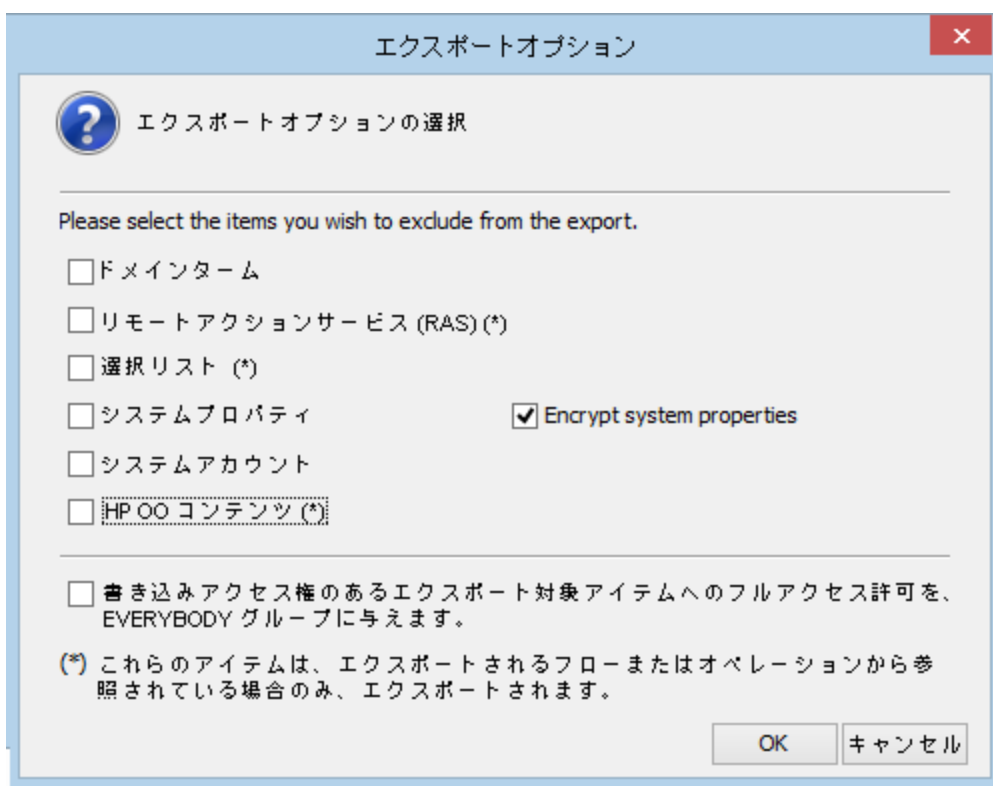 エクスポートオプション
エクスポートオプションの選択
Please select the items you wish to exclude from the export.
ドメインターム
リモートアクションサービス (RAS) (*)
選択リスト (*)
システムプロパティ
Encrypt system properties
システムアカウント
HP OO コンテンツ (*)
書き込みアクセス権のあるエクスポート対象アイテムへのフルアクセス許可を、
EVERYBODY グループに与えます。
(*) これらのアイテムは、エクスポートされるフローまたはオペレーションから参
照されている場合のみ、エクスポートされます。
OK
キャンセル